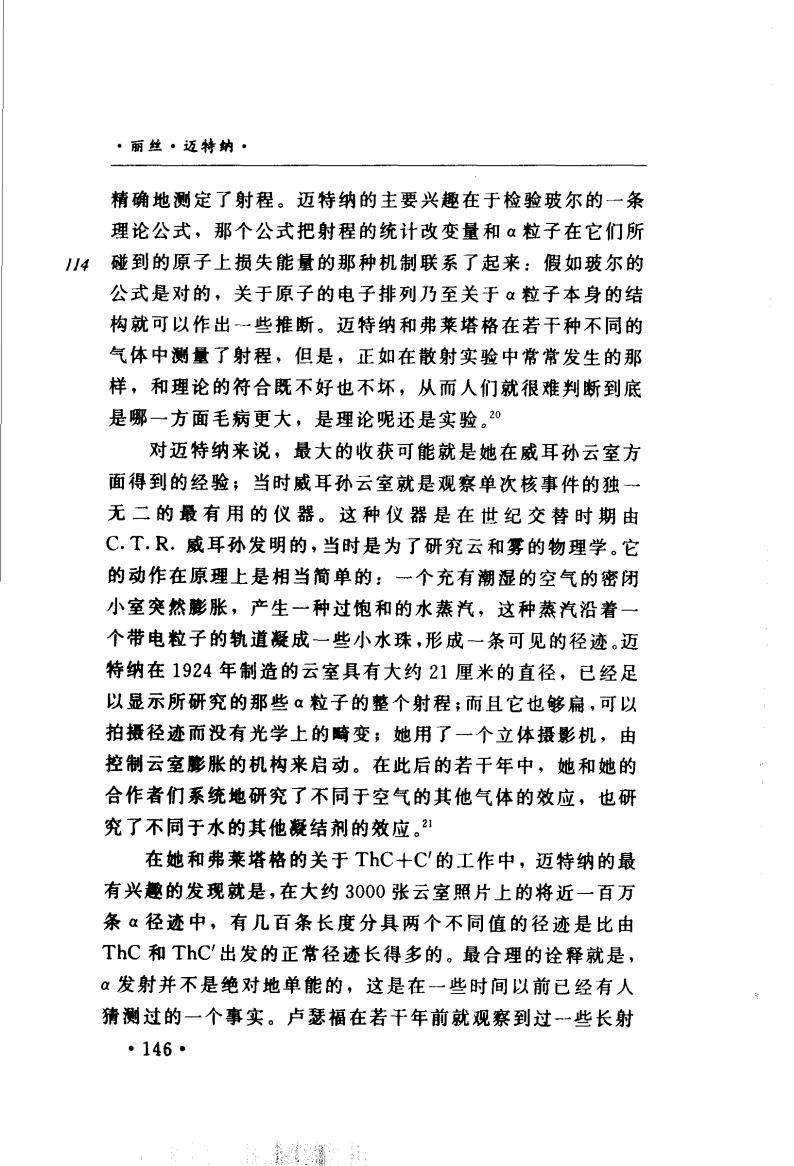 ·丽丝·迈特纳·
精确地测定了射程。迈特纳的主要兴趣在于检验玻尔的一条
理论公式，那个公式把射程的统计改变量和α粒子在它们所
114 碰到的原子上损失能量的那种机制联系了起来：假如玻尔的
公式是对的，关于原子的电子排列乃至关于α粒子本身的结
构就可以作出一些推断。迈特纳和弗莱塔格在若干种不同的
气体中测量了射程，但是，正如在散射实验中常常发生的那
样，和理论的符合既不好也不坏，从而人们就很难判断到底
是哪一方面毛病更大，是理论呢还是实验。²⁰
对迈特纳来说，最大的收获可能就是她在威耳孙云室方
面得到的经验；当时威耳孙云室就是观察单次核事件的独一
无二的最有用的仪器。这种仪器是在世纪交替时期由
C.T.R. 威耳孙发明的，当时是为了研究云和雾的物理学。它
的动作在原理上是相当简单的：一个充有潮湿的空气的密闭
小室突然膨胀，产生一种过饱和的水蒸汽，这种蒸汽沿着一
个带电粒子的轨道凝成一些小水珠，形成一条可见的径迹。迈
特纳在 1924 年制造的云室具有大约 21 厘米的直径，已经足
以显示所研究的那些α粒子的整个射程；而且它也够扁，可以
拍摄径迹而没有光学上的畸变；她用了一个立体摄影机，由
控制云室膨胀的机构来启动。在此后的若干年中，她和她的
合作者们系统地研究了不同于空气的其他气体的效应，也研
究了不同于水的其他凝结剂的效应。²¹
在她和弗莱塔格的关于 ThC+C′的工作中，迈特纳的最
有兴趣的发现就是，在大约 3000 张云室照片上的将近一百万
条α径迹中，有几百条长度分具两个不同值的径迹是比由
ThC 和 ThC′出发的正常径迹长得多的。最合理的诠释就是，
α发射并不是绝对地单能的，这是在一些时间以前已经有人
猜测过的一个事实。卢瑟福在若干年前就观察到过一些长射
·146·